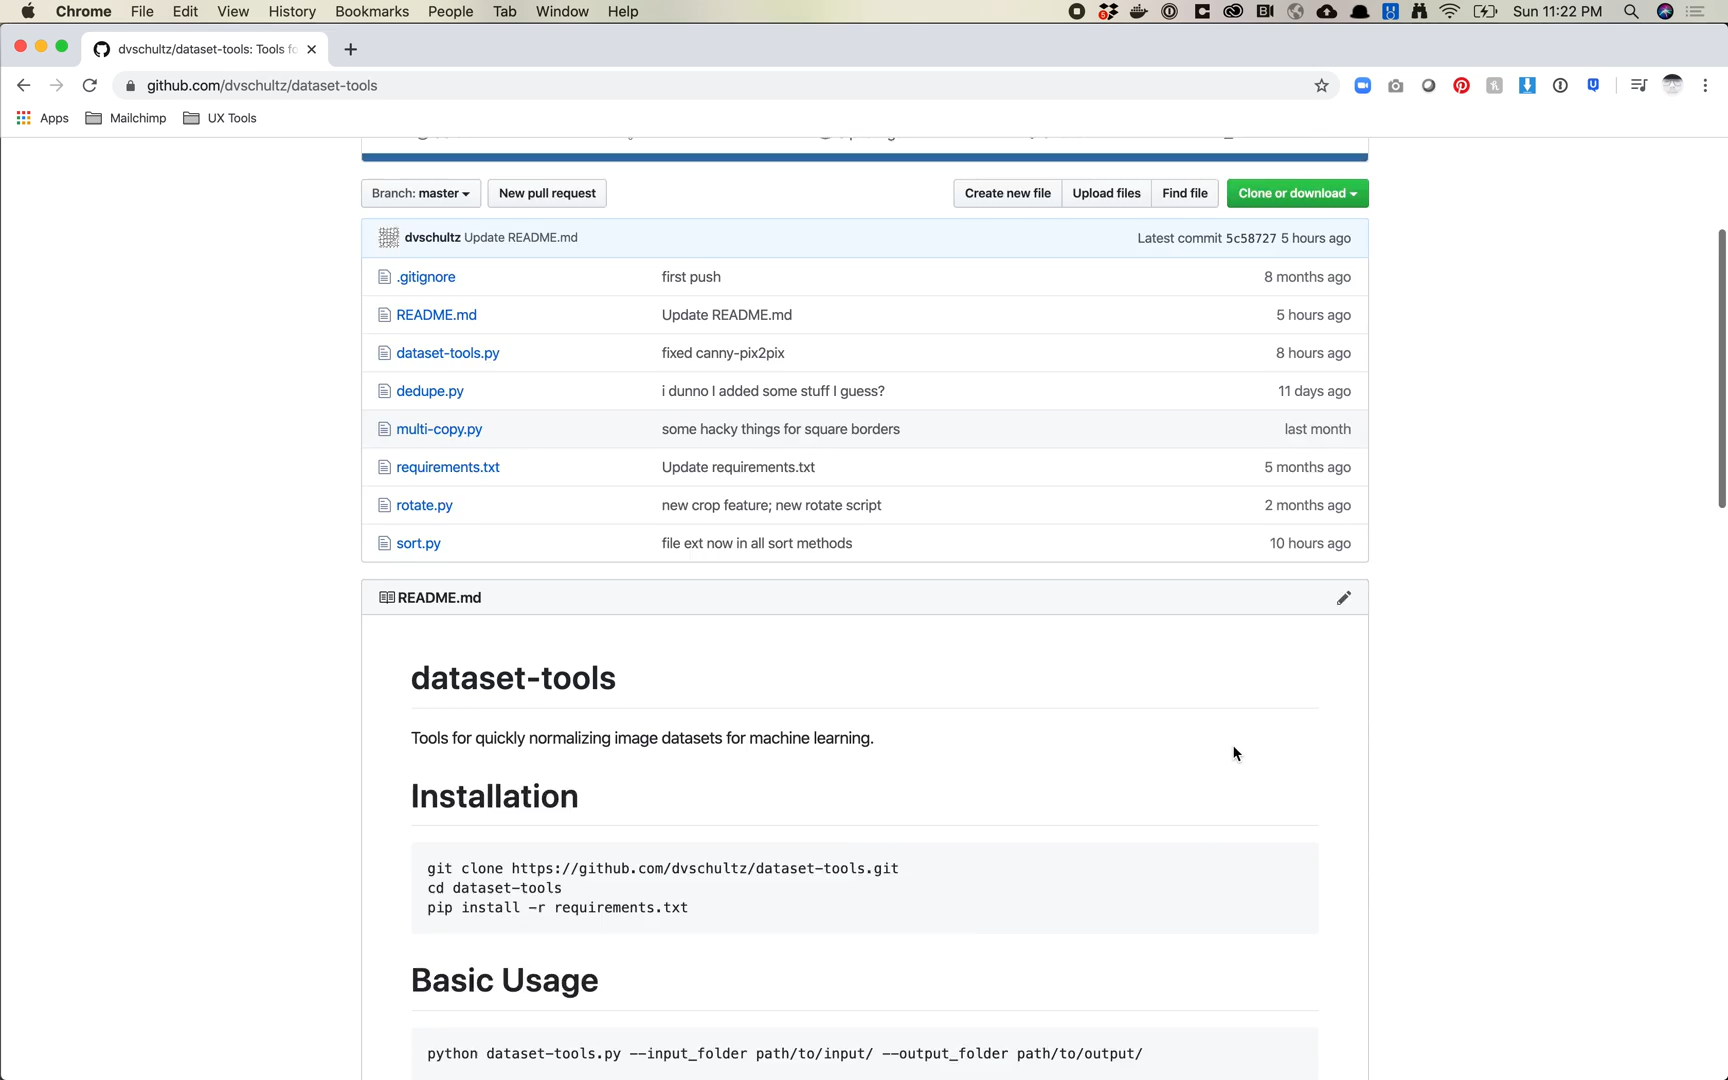 Chrome File Edit View History Bookmarks People Tab Window Help Sun 11:22 PM
dvschultz/dataset-tools: Tools fo
github.com/dvschultz/dataset-tools
Apps Mailchimp UX Tools
Branch: master New pull request Create new file Upload files Find file Clone or download
dvschultz Update README.md Latest commit 5c58727 5 hours ago
.gitignore first push 8 months ago
README.md Update README.md 5 hours ago
dataset-tools.py fixed canny-pix2pix 8 hours ago
dedupe.py i dunno I added some stuff I guess? 11 days ago
multi-copy.py some hacky things for square borders last month
requirements.txt Update requirements.txt 5 months ago
rotate.py new crop feature; new rotate script 2 months ago
sort.py file ext now in all sort methods 10 hours ago
README.md
dataset-tools
Tools for quickly normalizing image datasets for machine learning.
Installation
git clone https://github.com/dvschultz/dataset-tools.git
cd dataset-tools
pip install -r requirements.txt
Basic Usage
python dataset-tools.py --input_folder path/to/input/ --output_folder path/to/output/